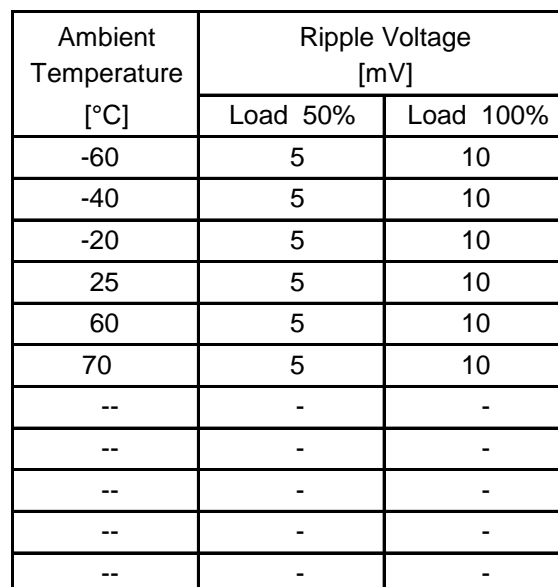 Ambient Temperature [°C] Ripple Voltage [mV]
Load 50% Load 100%
-60 5 10
-40 5 10
-20 5 10
25 5 10
60 5 10
70 5 10
-- - -
-- - -
-- - -
-- - -
-- - -